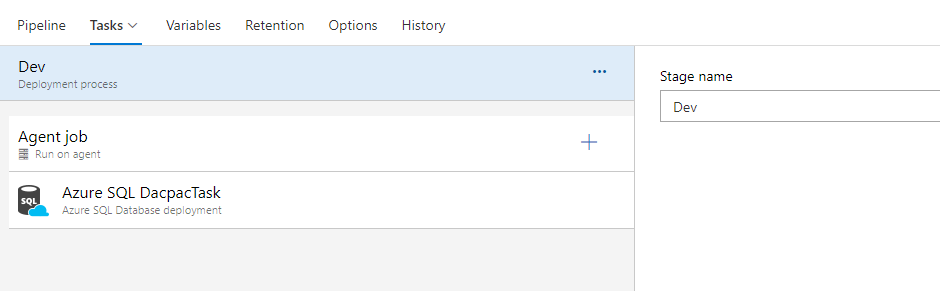 Pipeline Tasks Variables Retention Options History
Dev
Deployment process
Stage name
Dev
Agent job
Run on agent
SQL
Azure SQL DacpacTask
Azure SQL Database deployment